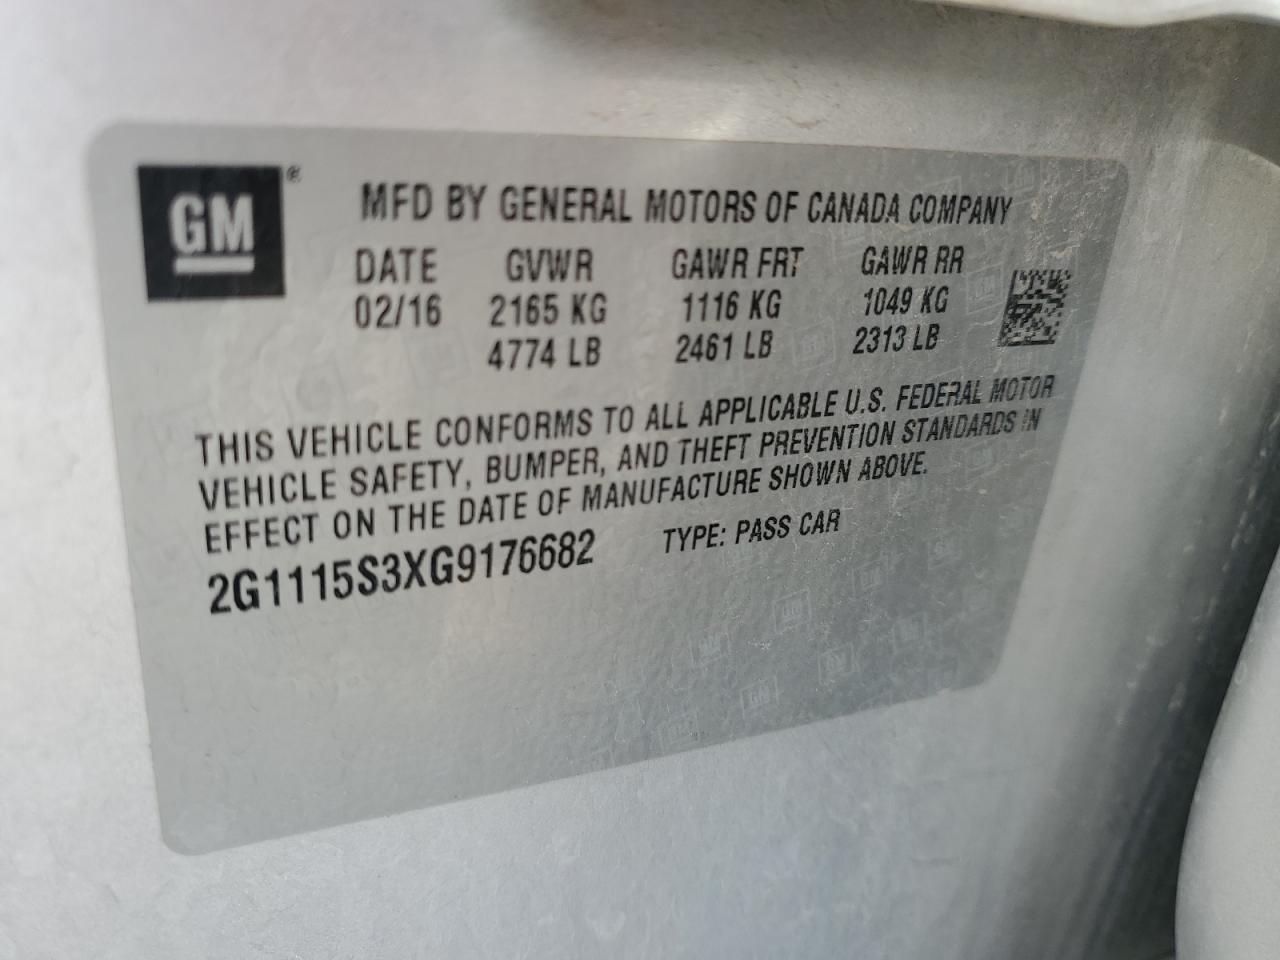 GM®
MFD BY GENERAL MOTORS OF CANADA COMPANY
DATE GVWR GAWR FRT GAWR RR
02/16 2165 KG 1116 KG 1049 KG
4774 LB 2461 LB 2313 LB
THIS VEHICLE CONFORMS TO ALL APPLICABLE U.S. FEDERAL MOTOR
VEHICLE SAFETY, BUMPER, AND THEFT PREVENTION STANDARDS IN
EFFECT ON THE DATE OF MANUFACTURE SHOWN ABOVE.
2G1115S3XG9176682 TYPE: PASS CAR